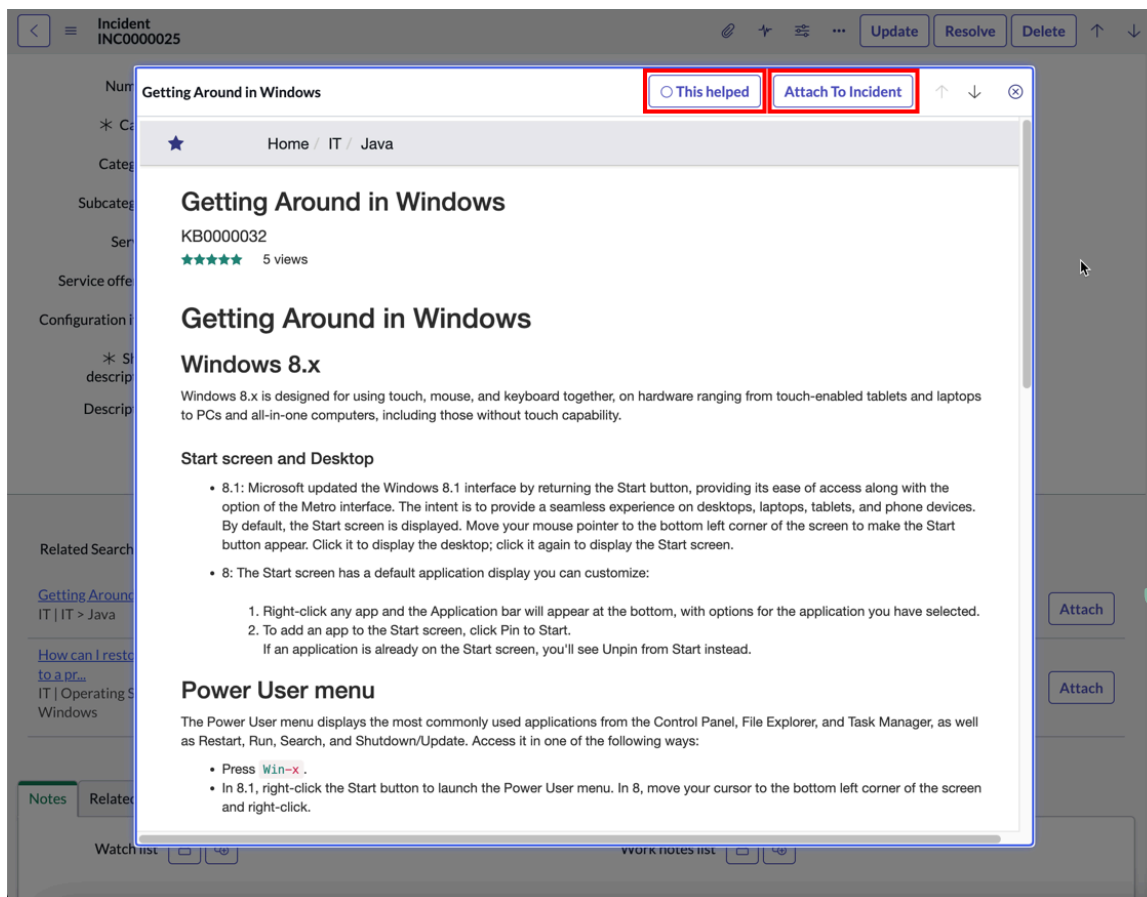 Incident
INC0000025
Update
Resolve
Delete
Num
Ca
Categ
Subcateg
Ser
Service offe
Configuration i
Sh
descrip
Descrip
Getting Around in Windows
This helped
Attach To Incident
Home / IT / Java
Getting Around in Windows
KB0000032
5 views
Getting Around in Windows
Windows 8.x
Windows 8.x is designed for using touch, mouse, and keyboard together, on hardware ranging from touch-enabled tablets and laptops
to PCs and all-in-one computers, including those without touch capability.
Start screen and Desktop
• 8.1: Microsoft updated the Windows 8.1 interface by returning the Start button, providing its ease of access along with the
option of the Metro interface. The intent is to provide a seamless experience on desktops, laptops, tablets, and phone devices.
By default, the Start screen is displayed. Move your mouse pointer to the bottom left corner of the screen to make the Start
button appear. Click it to display the desktop; click it again to display the Start screen.
• 8: The Start screen has a default application display you can customize:
1. Right-click any app and the Application bar will appear at the bottom, with options for the application you have selected.
2. To add an app to the Start screen, click Pin to Start.
If an application is already on the Start screen, you'll see Unpin from Start instead.
Power User menu
The Power User menu displays the most commonly used applications from the Control Panel, File Explorer, and Task Manager, as well
as Restart, Run, Search, and Shutdown/Update. Access it in one of the following ways:
• Press Win-x .
• In 8.1, right-click the Start button to launch the Power User menu. In 8, move your cursor to the bottom left corner of the screen
and right-click.
Related Search
Getting Around
IT | IT > Java
Attach
How can I resto
to a pr...
IT | Operating S
Windows
Attach
Notes
Related
Watch list
Work notes list